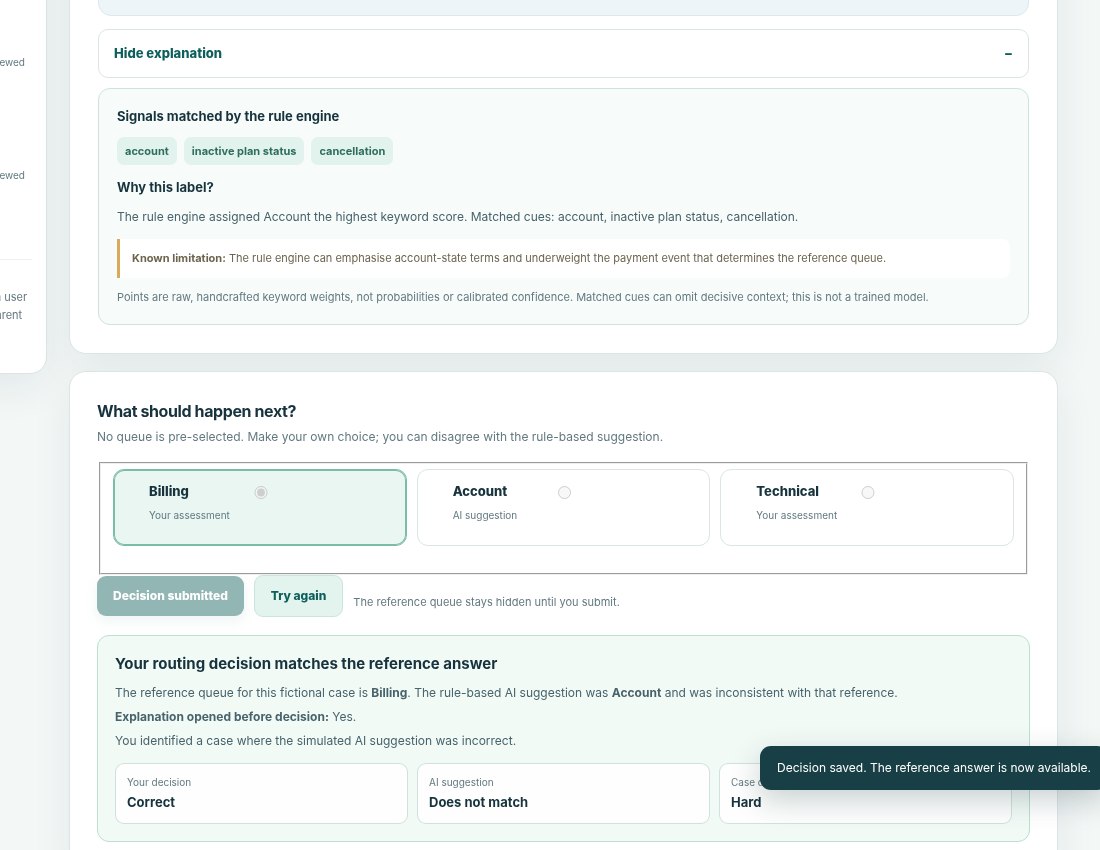 Hide explanation
–
ewed
Signals matched by the rule engine
account
inactive plan status
cancellation
ewed
Why this label?
The rule engine assigned Account the highest keyword score. Matched cues: account, inactive plan status, cancellation.
Known limitation: The rule engine can emphasise account-state terms and underweight the payment event that determines the reference queue.
user
Points are raw, handcrafted keyword weights, not probabilities or calibrated confidence. Matched cues can omit decisive context; this is not a trained model.
What should happen next?
No queue is pre-selected. Make your own choice; you can disagree with the rule-based suggestion.
Billing
Your assessment
Account
AI suggestion
Technical
Your assessment
Decision submitted
Try again
The reference queue stays hidden until you submit.
Your routing decision matches the reference answer
The reference queue for this fictional case is Billing. The rule-based AI suggestion was Account and was inconsistent with that reference.
Explanation opened before decision: Yes.
You identified a case where the simulated AI suggestion was incorrect.
Your decision
Correct
AI suggestion
Does not match
Case
Hard
Decision saved. The reference answer is now available.